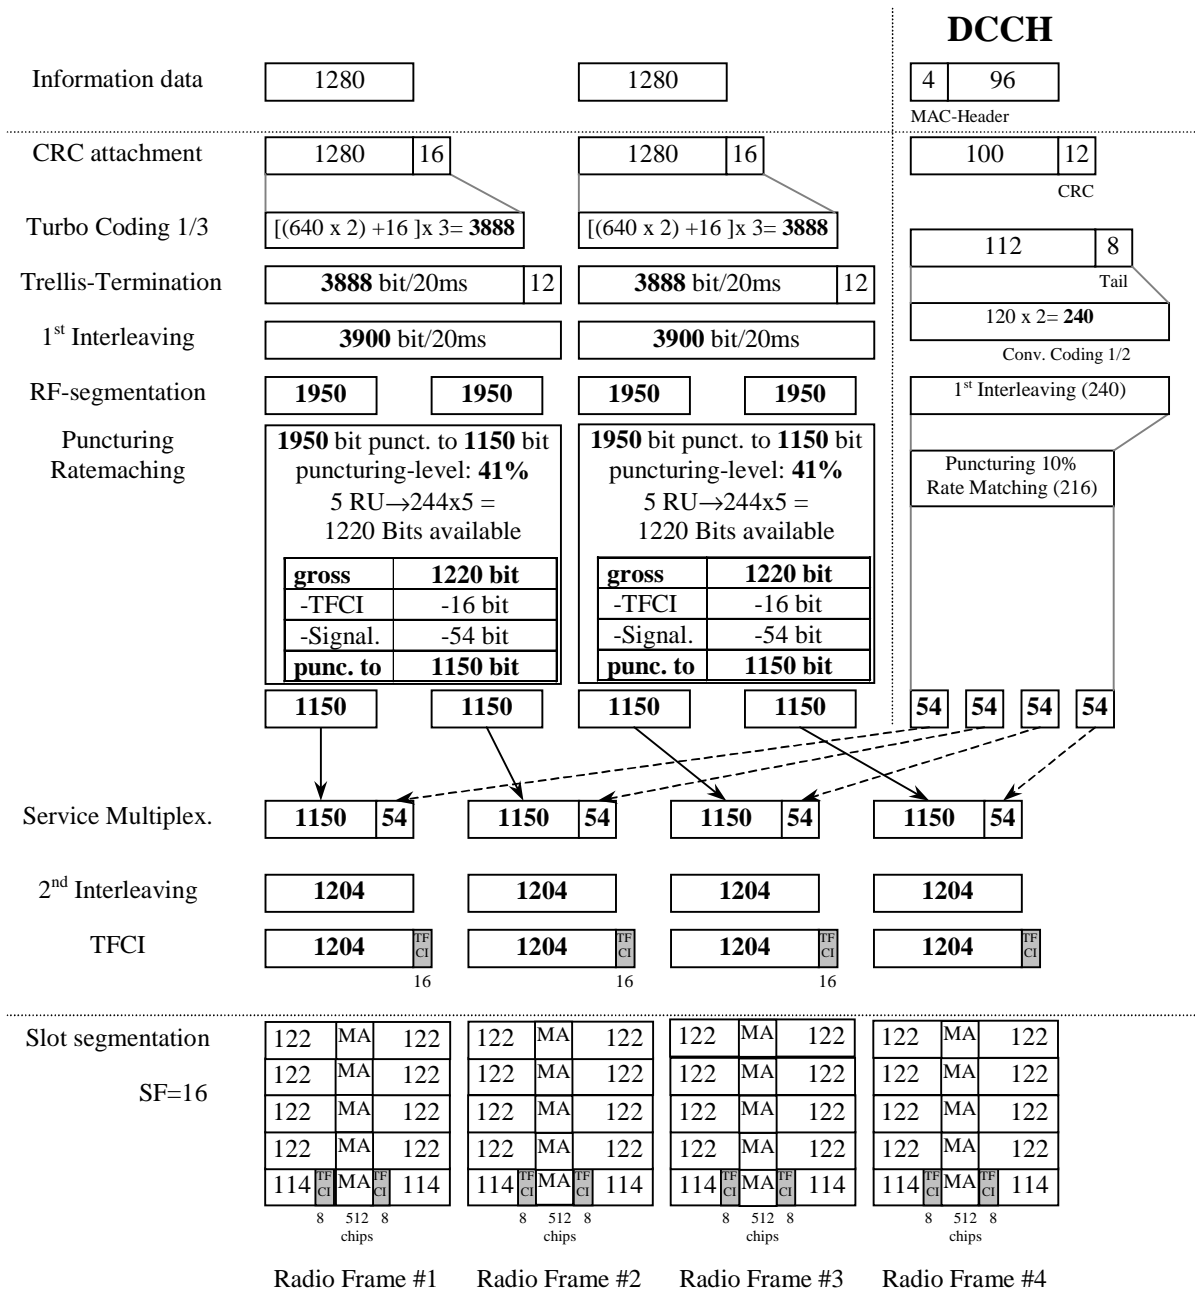 DCCH
Information data 1280 1280 4 96
MAC-Header
CRC attachment 1280 16 1280 16 100 12
CRC
Turbo Coding 1/3 [(640 x 2) +16 ]x 3= 3888 [(640 x 2) +16 ]x 3= 3888
112 8
Tail
Trellis-Termination 3888 bit/20ms 12 3888 bit/20ms 12
120 x 2= 240
1st Interleaving 3900 bit/20ms 3900 bit/20ms
Conv. Coding 1/2
RF-segmentation 1950 1950 1950 1950 1st Interleaving (240)
Puncturing
Ratemaching
1950 bit punct. to 1150 bit
puncturing-level: 41%
5 RU→244x5 =
1220 Bits available
gross 1220 bit
-TFCI -16 bit
-Signal. -54 bit
punc. to 1150 bit
1950 bit punct. to 1150 bit
puncturing-level: 41%
5 RU→244x5 =
1220 Bits available
gross 1220 bit
-TFCI -16 bit
-Signal. -54 bit
punc. to 1150 bit
Puncturing 10%
Rate Matching (216)
1150 1150 1150 1150 54 54 54 54
Service Multiplex. 1150 54 1150 54 1150 54 1150 54
2nd Interleaving 1204 1204 1204 1204
TFCI 1204 TF CI 1204 TF CI 1204 TF CI 1204 TF CI
16 16 16
Slot segmentation 122 MA 122 122 MA 122 122 MA 122 122 MA 122
SF=16 122 MA 122 122 MA 122 122 MA 122 122 MA 122
122 MA 122 122 MA 122 122 MA 122 122 MA 122
122 MA 122 122 MA 122 122 MA 122 122 MA 122
114 TF CI MA TF CI 114 114 TF CI MA TF CI 114 114 TF CI MA TF CI 114 114 TF CI MA TF CI 114
8 512 8 8 512 8 8 512 8 8 512 8
chips chips chips chips
Radio Frame #1 Radio Frame #2 Radio Frame #3 Radio Frame #4